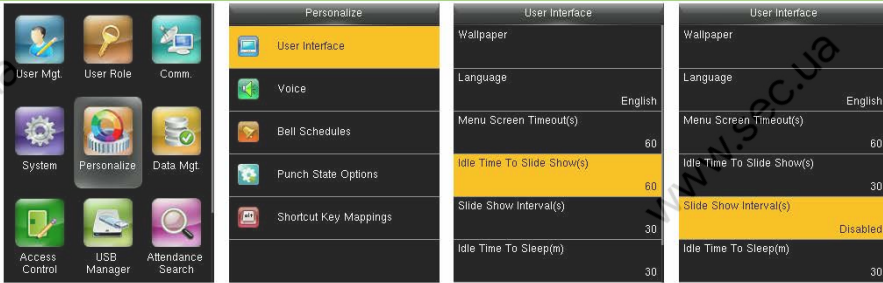 User Mgt.
User Role
Comm.
System
Personalize
Data Mgt.
Access
Control
USB
Manager
Attendance
Search
Personalize
User Interface
Voice
Bell Schedules
Punch State Options
Shortcut Key Mappings
User Interface
Wallpaper
Language
English
Menu Screen Timeout(s)
60
Idle Time To Slide Show(s)
60
Slide Show Interval(s)
30
Idle Time To Sleep(m)
30
User Interface
Wallpaper
Language
English
Menu Screen Timeout(s)
60
Idle Time To Slide Show(s)
30
Slide Show Interval(s)
Disabled
Idle Time To Sleep(m)
30
www.sec.ua